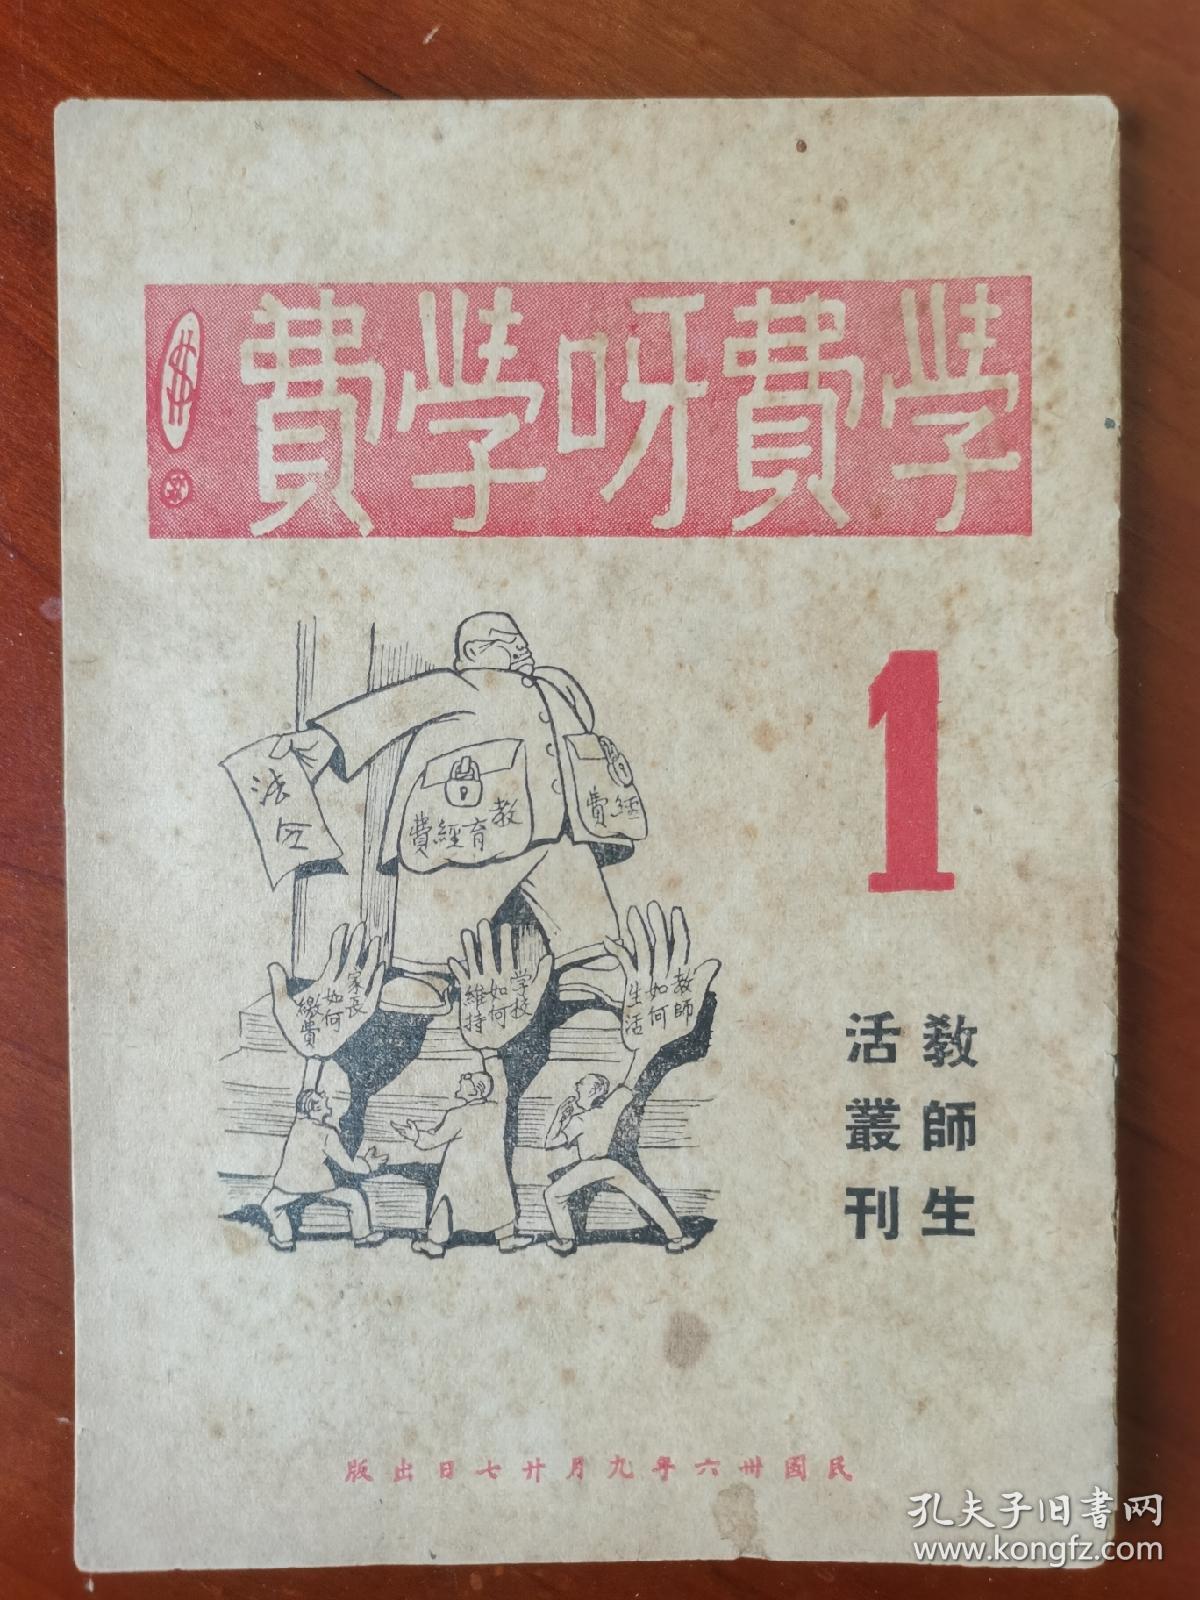 學費呀學費
$
1
教師生
活叢刊
法令
教育經費
經費
家長
如何
繳費
学校
如何
維持
教師
如何
生活
民國卅六年九月廿七日出版
孔夫子旧書网
www.kongfz.com